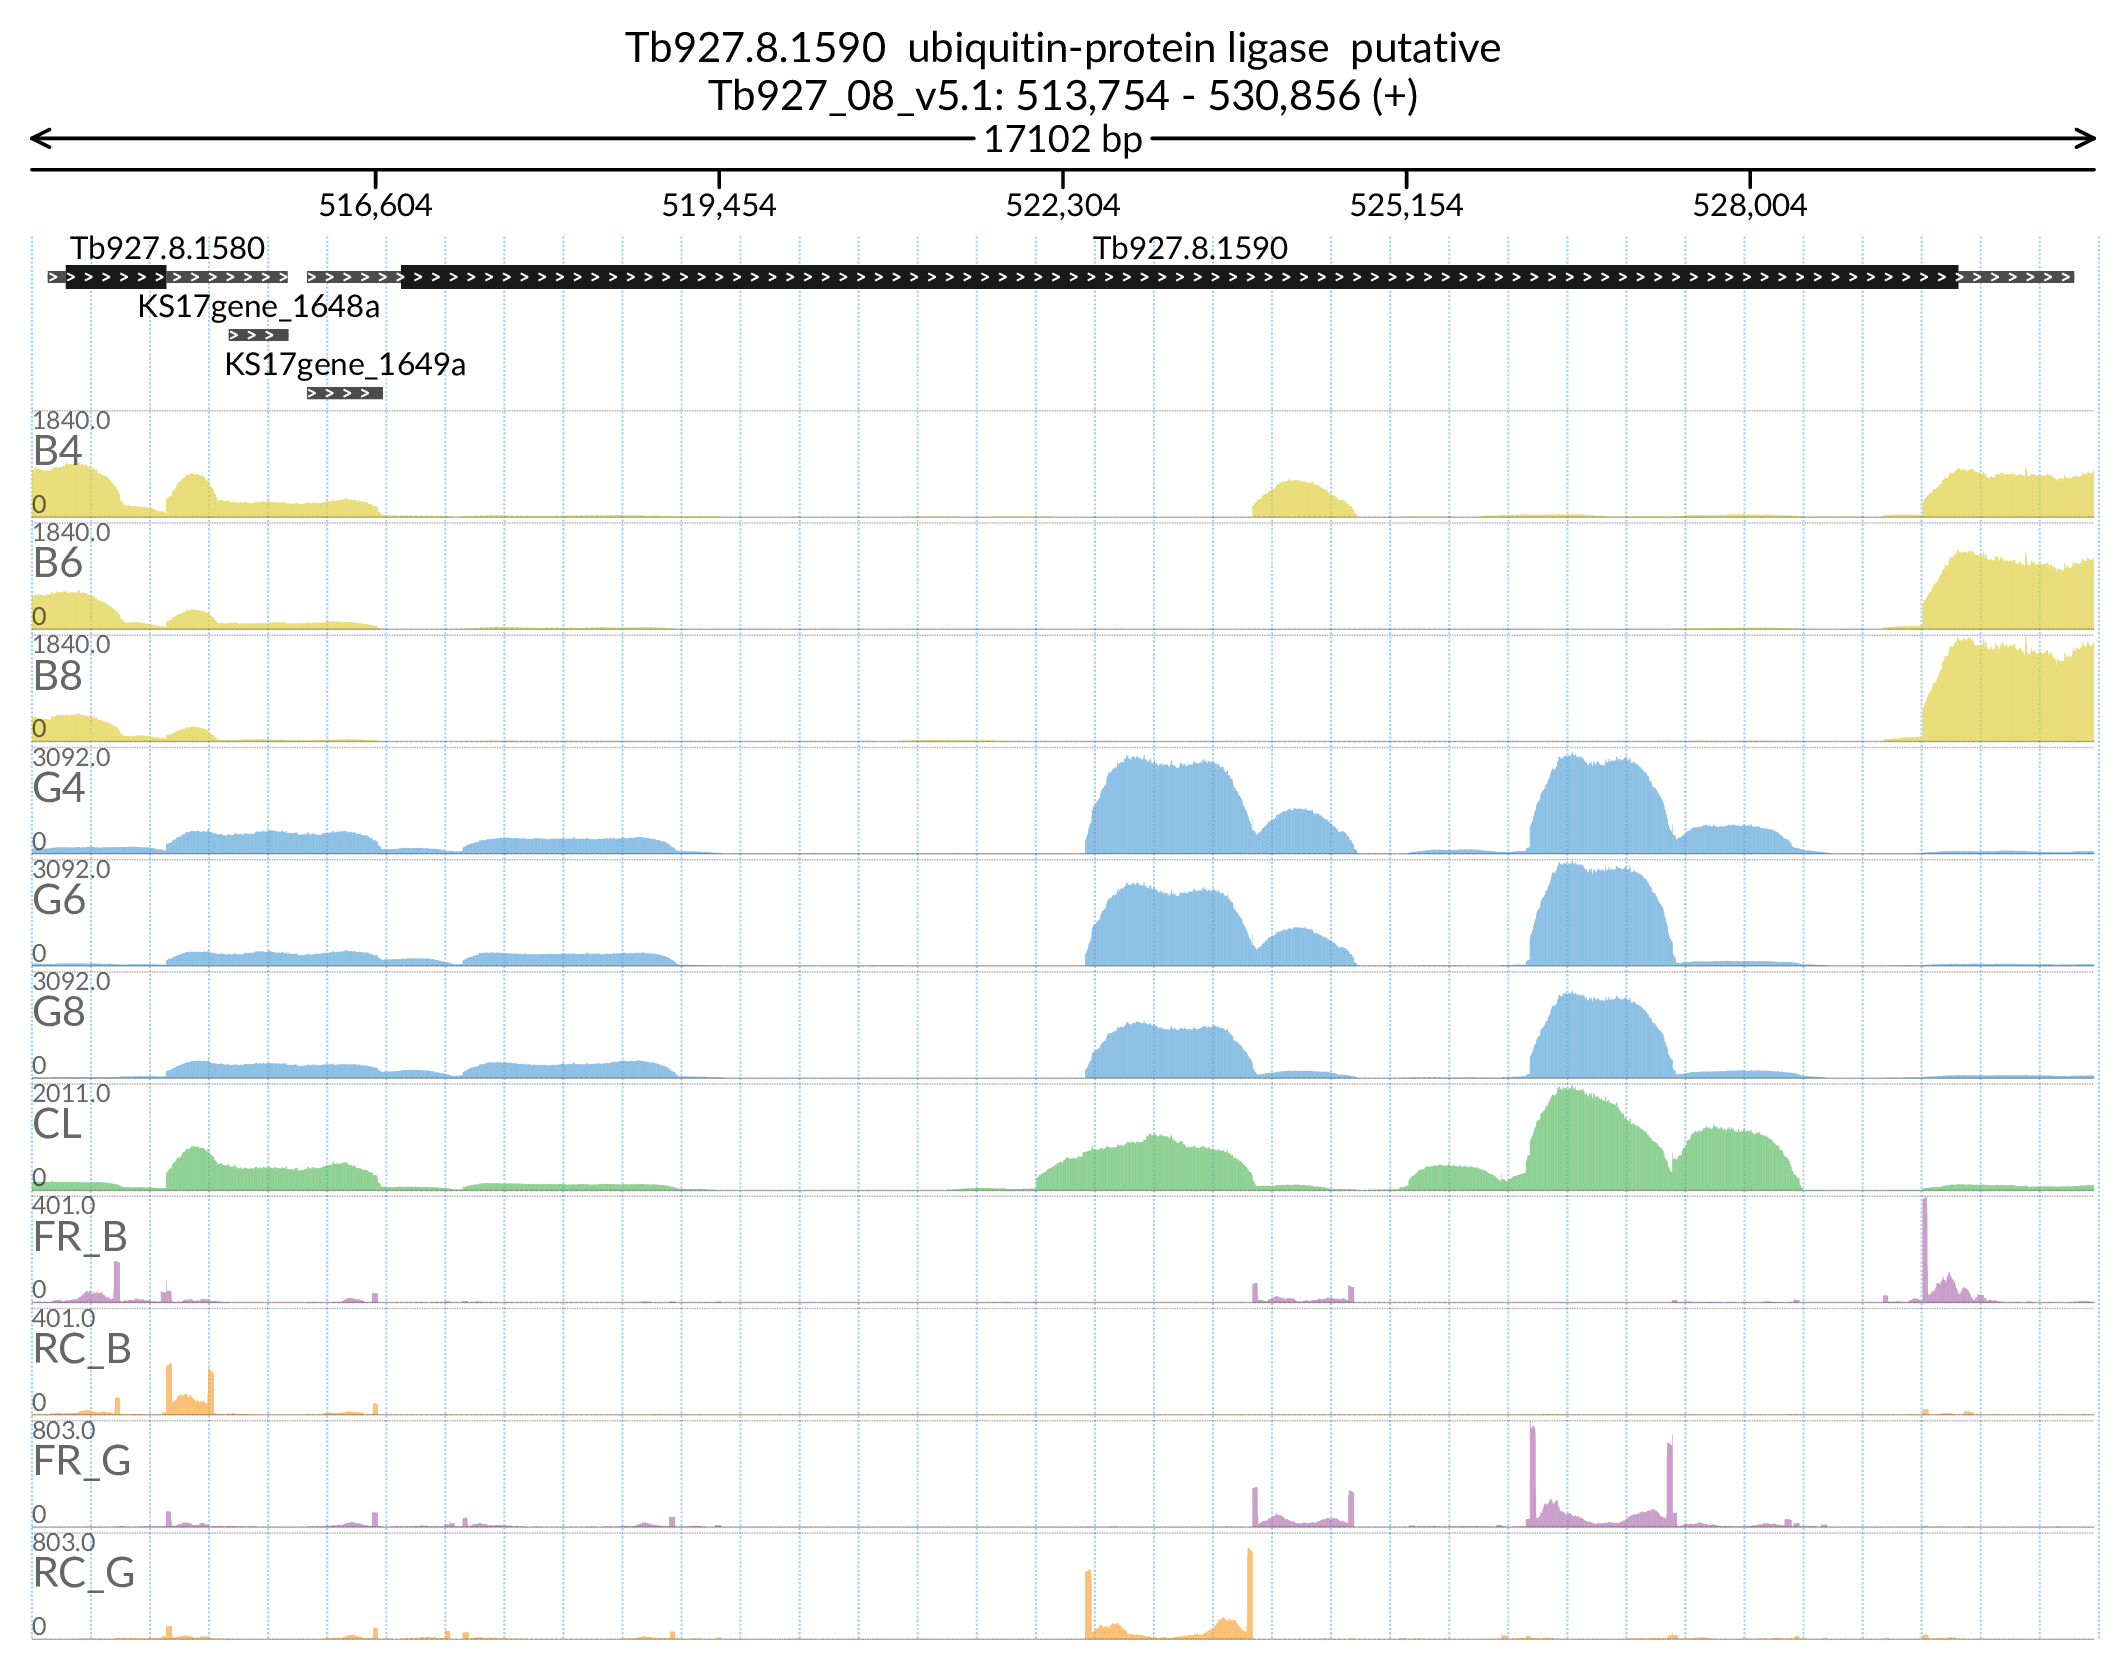 Tb927.8.1590 ubiquitin-protein ligase putative
Tb927_08_v5.1: 513,754 - 530,856 (+)
17102 bp
516,604 519,454 522,304 525,154 528,004
Tb927.8.1580 Tb927.8.1590
KS17gene_1648a
KS17gene_1649a
1840.0
B4
0
1840.0
B6
0
1840.0
B8
0
3092.0
G4
0
3092.0
G6
0
3092.0
G8
0
2011.0
CL
0
401.0
FR_B
0
401.0
RC_B
0
803.0
FR_G
0
803.0
RC_G
0